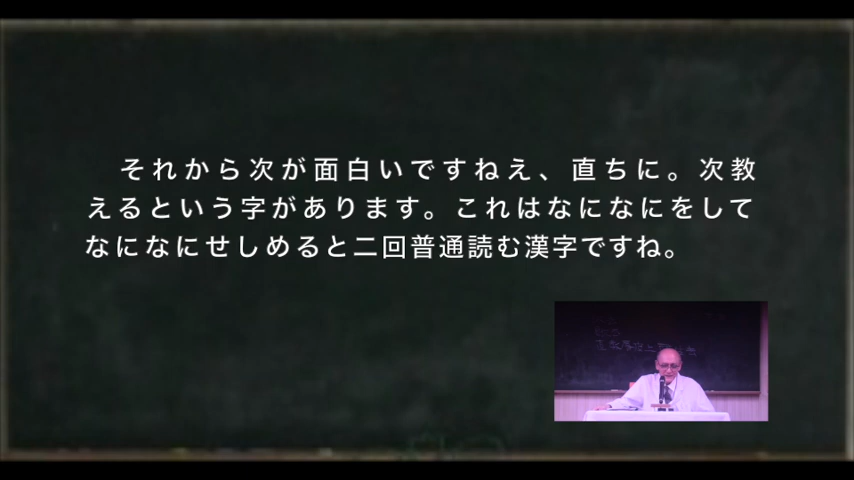 それから次が面白いですねえ、直ちに。次教
えるという字があります。これはなになにをして
なになにせしめると二回普通読む漢字ですね。